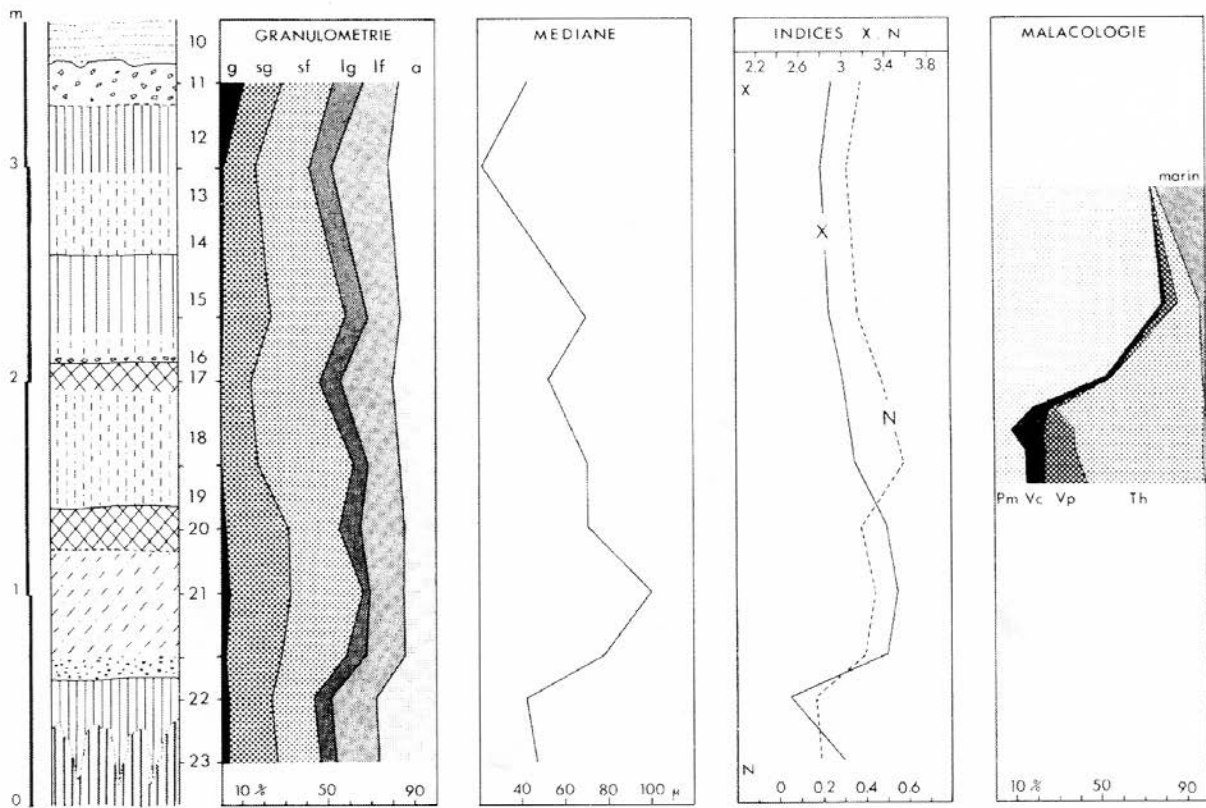 m
3
2
1
0
10
11
12
13
14
15
16
17
18
19
20
21
22
23
GRANULOMETRIE
g sg sf lg lf a
10 % 50 90
MEDIANE
40 60 80 100 µ
INDICES X, N
2,2 2,6 3 3,4 3,8
X
X
N
N
0 0,2 0,4 0,6
MALACOLOGIE
marin
Pm Vc Vp Th
10 % 50 90